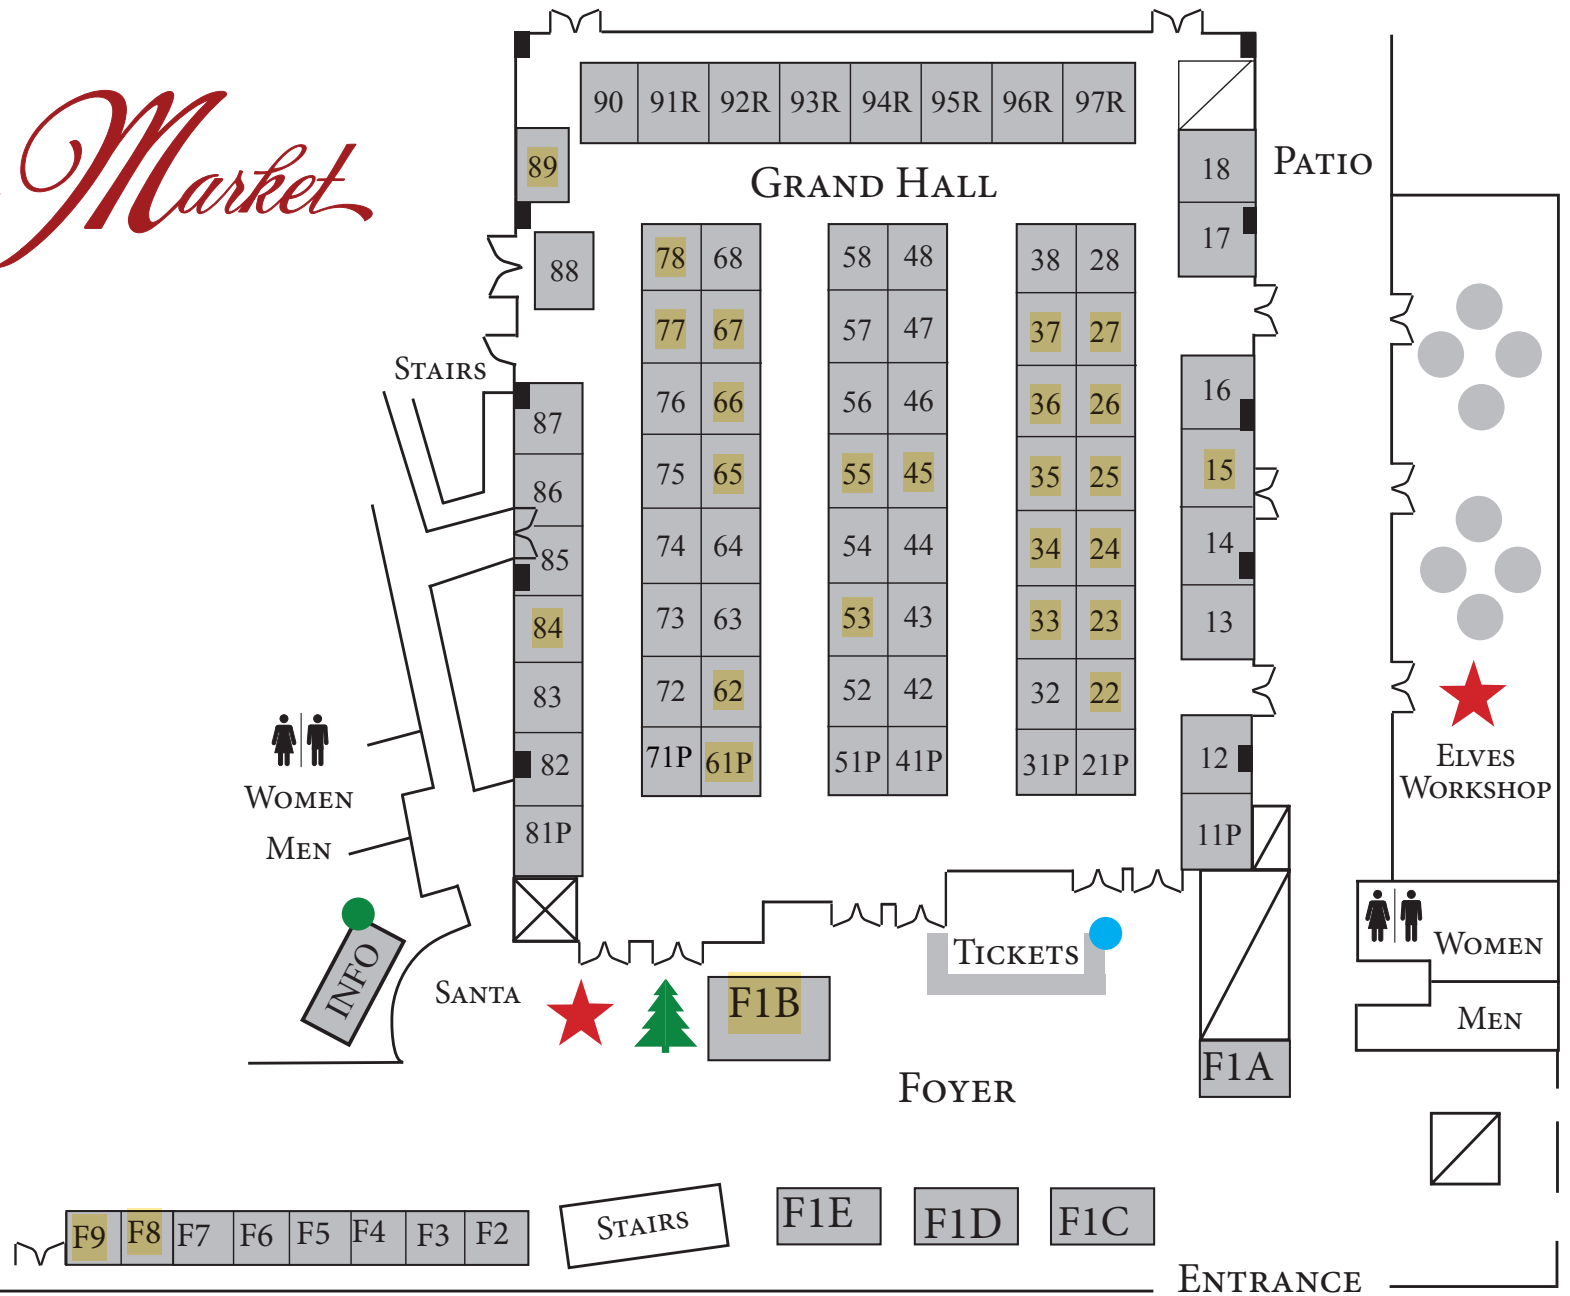 Market
90 91R 92R 93R 94R 95R 96R 97R
89
18
PATIO
GRAND HALL
17
88
78 68 58 48 38 28
77 67 57 47 37 27
STAIRS
76 66 56 46 36 26
16
87
75 65 55 45 35 25
15
86
74 64 54 44 34 24
14
85
73 63 53 43 33 23
13
84
72 62 52 42 32 22
83
71P 61P 51P 41P 31P 21P
12
82
ELVES
WORKSHOP
WOMEN
MEN
81P
11P
INFO
SANTA
TICKETS
WOMEN
MEN
F1B
F1A
FOYER
F9 F8 F7 F6 F5 F4 F3 F2
STAIRS
F1E F1D F1C
ENTRANCE